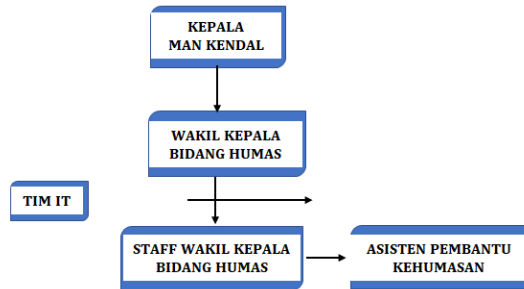 KEPALA
MAN KENDAL
WAKIL KEPALA
BIDANG HUMAS
TIM IT
STAFF WAKIL KEPALA
BIDANG HUMAS
ASISTEN PEMBANTU
KEHUMASAN